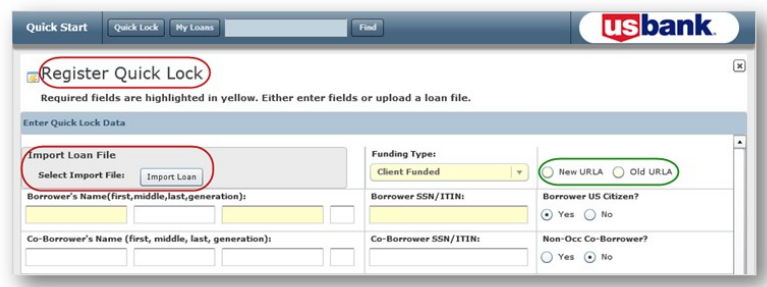 Quick Start Quick Lock My Loans Find usbank.
Register Quick Lock
Required fields are highlighted in yellow. Either enter fields or upload a loan file.
Enter Quick Lock Data
Import Loan File Funding Type:
Select Import File: Import Loan Client Funded New URLA Old URLA
Borrower's Name(first,middle,last,generation): Borrower SSN/ITIN: Borrower US Citizen?
Yes No
Co-Borrower's Name (first, middle, last, generation): Co-Borrower SSN/ITIN: Non-Occ Co-Borrower?
Yes No